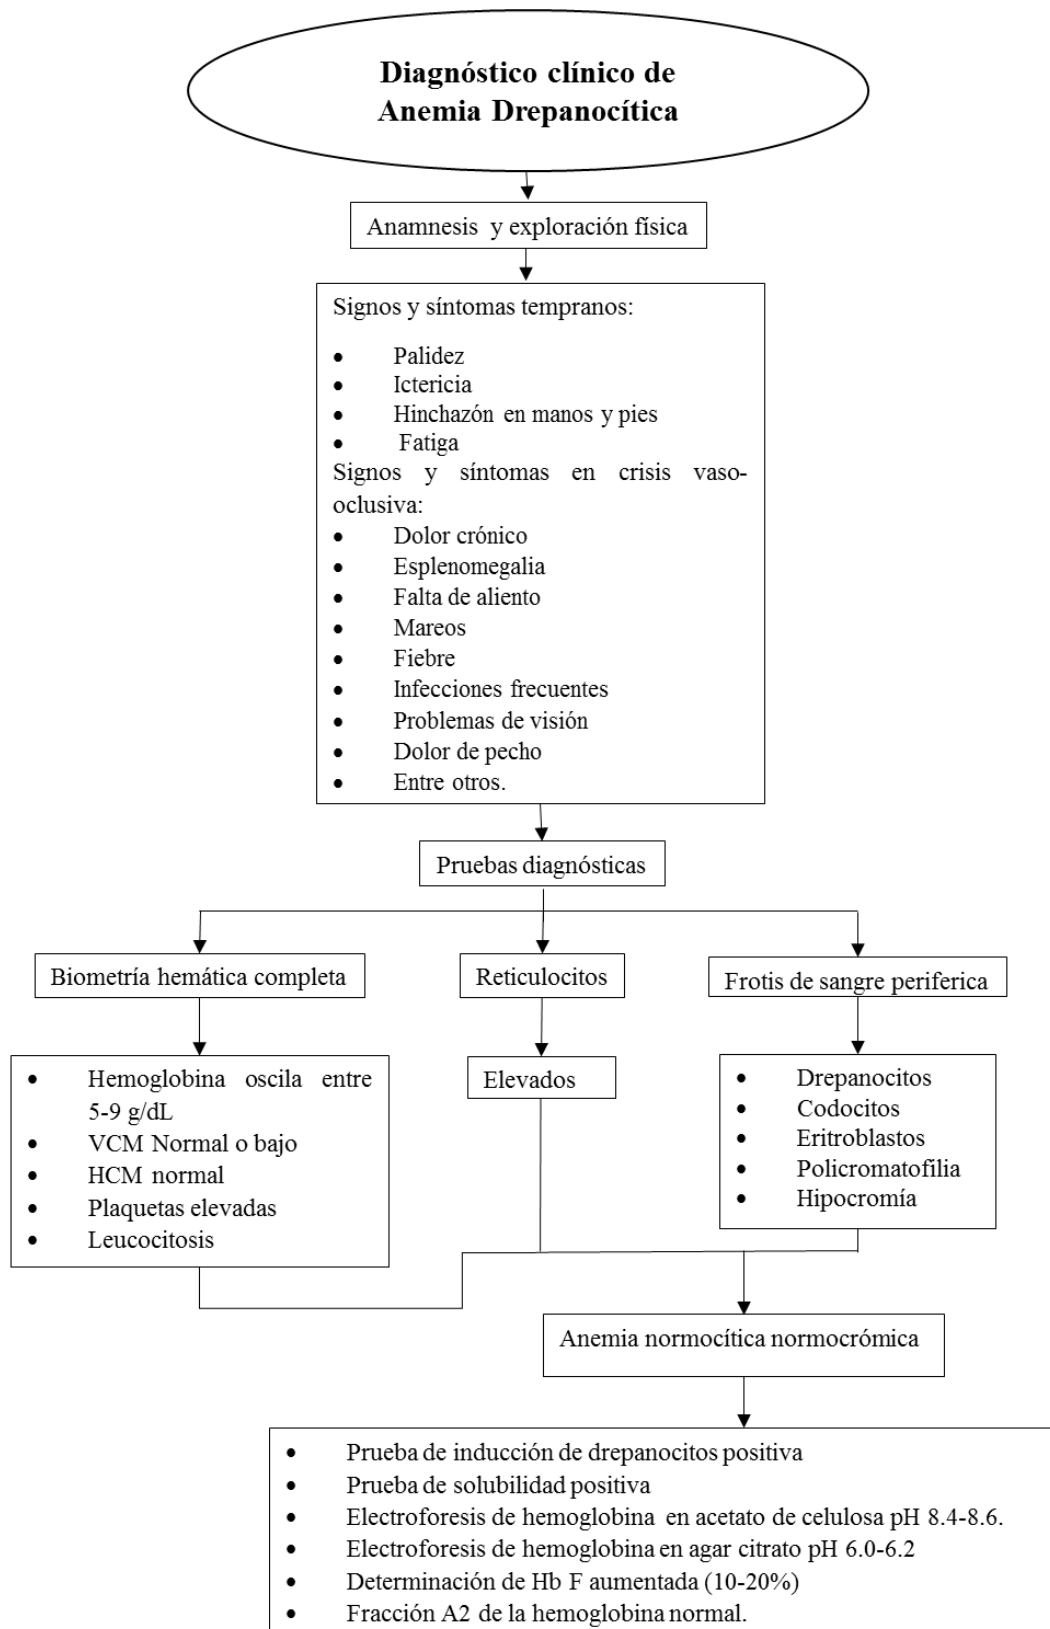 Diagnóstico clínico de
Anemia Drepanocítica
Anamnesis y exploración física
Signos y síntomas tempranos:
• Palidez
• Ictericia
• Hinchazón en manos y pies
• Fatiga
Signos y síntomas en crisis vaso-
oclusiva:
• Dolor crónico
• Esplenomegalia
• Falta de aliento
• Mareos
• Fiebre
• Infecciones frecuentes
• Problemas de visión
• Dolor de pecho
• Entre otros.
Pruebas diagnósticas
Biometría hemática completa
Reticulocitos
Frotis de sangre periferica
• Hemoglobina oscila entre
5-9 g/dL
• VCM Normal o bajo
• HCM normal
• Plaquetas elevadas
• Leucocitosis
Elevados
• Drepanocitos
• Codocitos
• Eritroblastos
• Policromatofilia
• Hipocromía
Anemia normocítica normocrómica
• Prueba de inducción de drepanocitos positiva
• Prueba de solubilidad positiva
• Electroforesis de hemoglobina en acetato de celulosa pH 8.4-8.6.
• Electroforesis de hemoglobina en agar citrato pH 6.0-6.2
• Determinación de Hb F aumentada (10-20%)
• Fracción A2 de la hemoglobina normal.